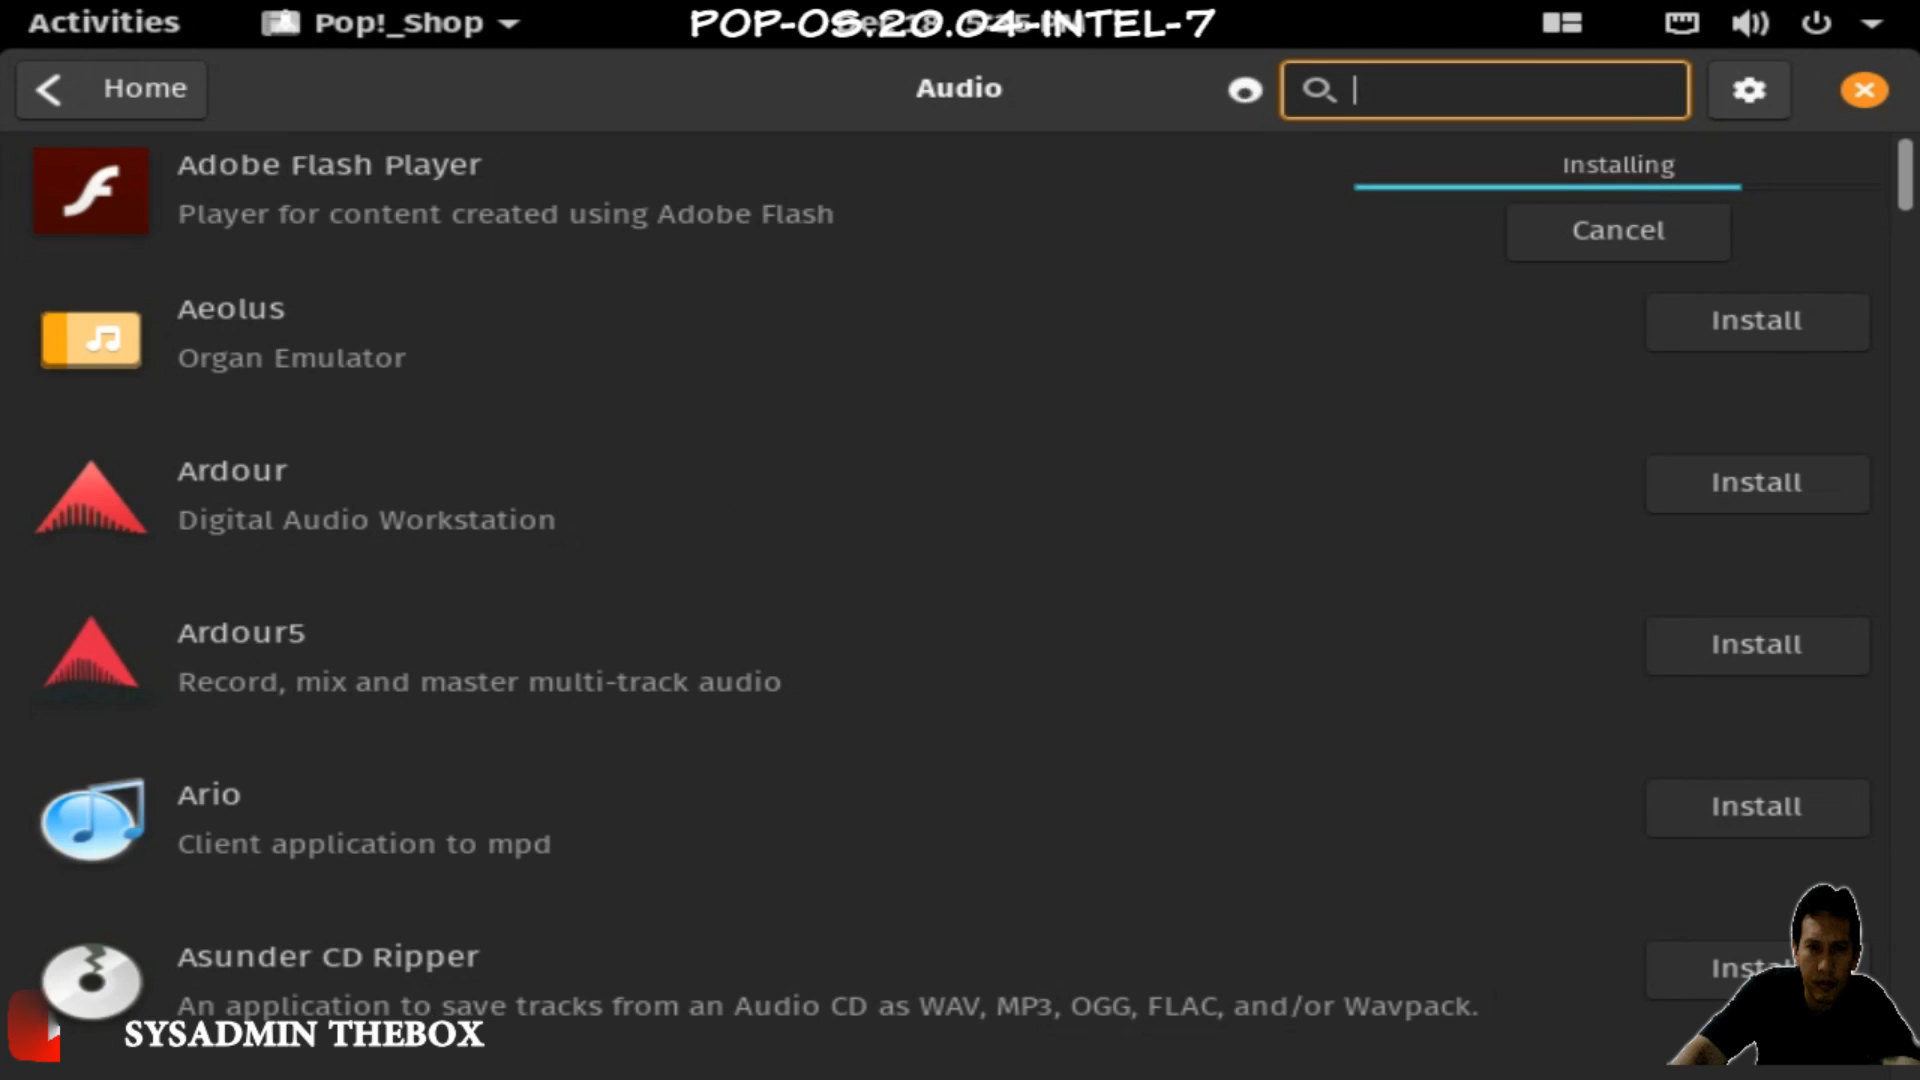 Activities
Pop!_Shop
POP-OS.20.04-INTEL-7
Home
Audio
Adobe Flash Player
Player for content created using Adobe Flash
Installing
Cancel
Aeolus
Organ Emulator
Install
Ardour
Digital Audio Workstation
Install
Ardour5
Record, mix and master multi-track audio
Install
Ario
Client application to mpd
Install
Asunder CD Ripper
An application to save tracks from an Audio CD as WAV, MP3, OGG, FLAC, and/or Wavpack.
Install
SYSADMIN THEBOX